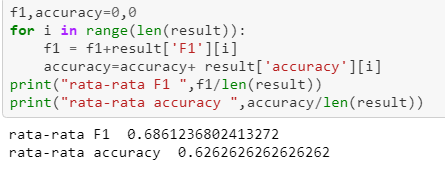 f1,accuracy=0,0
for i in range(len(result)):
    f1 = f1+result['F1'][i]
    accuracy=accuracy+ result['accuracy'][i]
print("rata-rata F1 ",f1/len(result))
print("rata-rata accuracy ",accuracy/len(result))
rata-rata F1  0.6861236802413272
rata-rata accuracy  0.6262626262626262